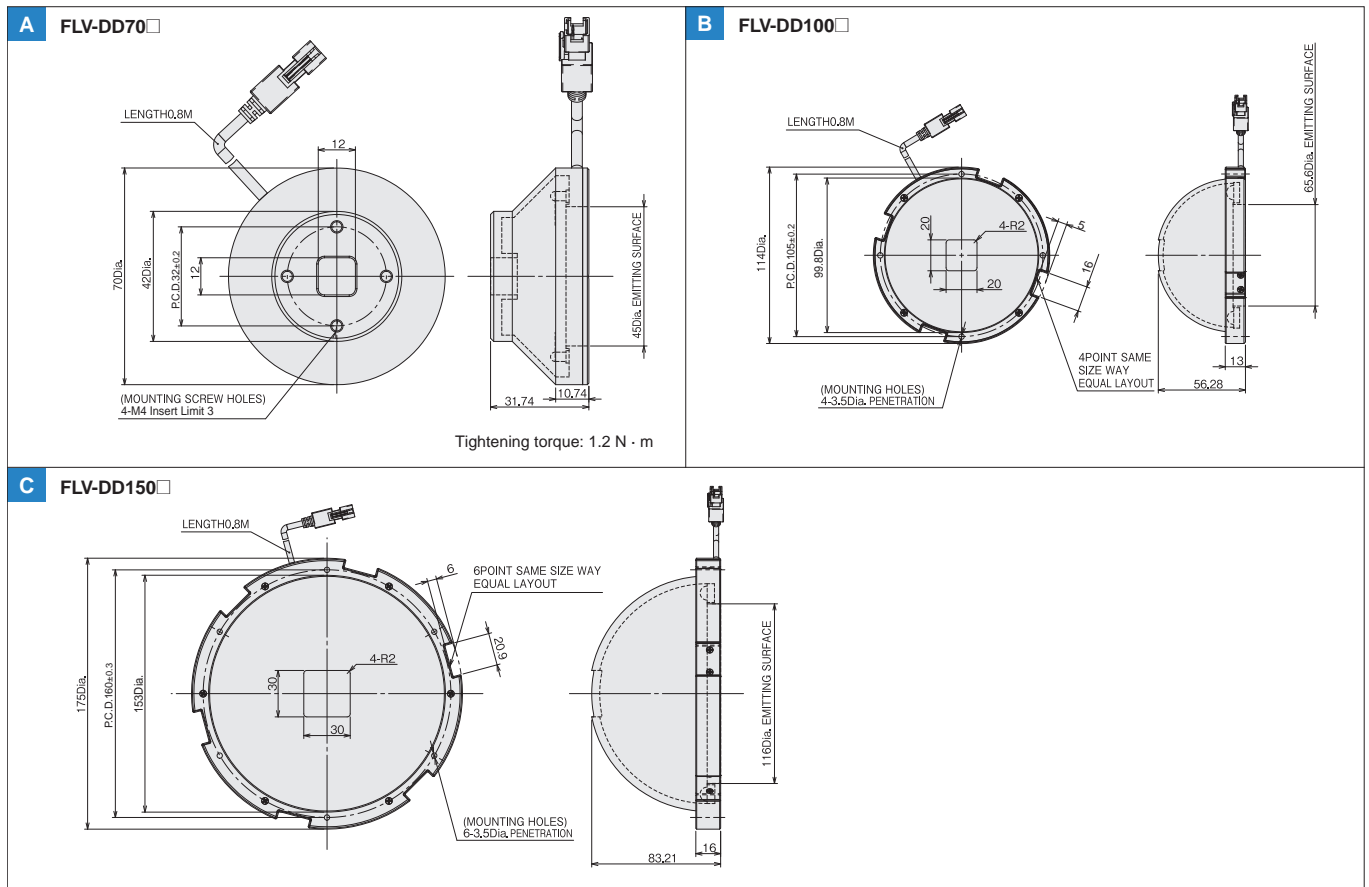 A FLV-DD70□
LENGTH0.8M
12
70Dia.
42Dia.
P.C.D.32±0.2
12
45Dia. EMITTING SURFACE
(MOUNTING SCREW HOLES)
4-M4 Insert Limit 3
10.74
31.74
Tightening torque: 1.2 N · m
B FLV-DD100□
LENGTH0.8M
65.6Dia. EMITTING SURFACE
114Dia.
P.C.D.105±0.2
99.8Dia.
20
4-R2
20
5
16
(MOUNTING HOLES)
4-3.5Dia. PENETRATION
4POINT SAME
SIZE WAY
EQUAL LAYOUT
13
56.28
C FLV-DD150□
LENGTH0.8M
6
6POINT SAME SIZE WAY
EQUAL LAYOUT
20.9
175Dia.
P.C.D.160±0.3
153Dia.
30
4-R2
30
116Dia. EMITTING SURFACE
(MOUNTING HOLES)
6-3.5Dia. PENETRATION
16
83.21